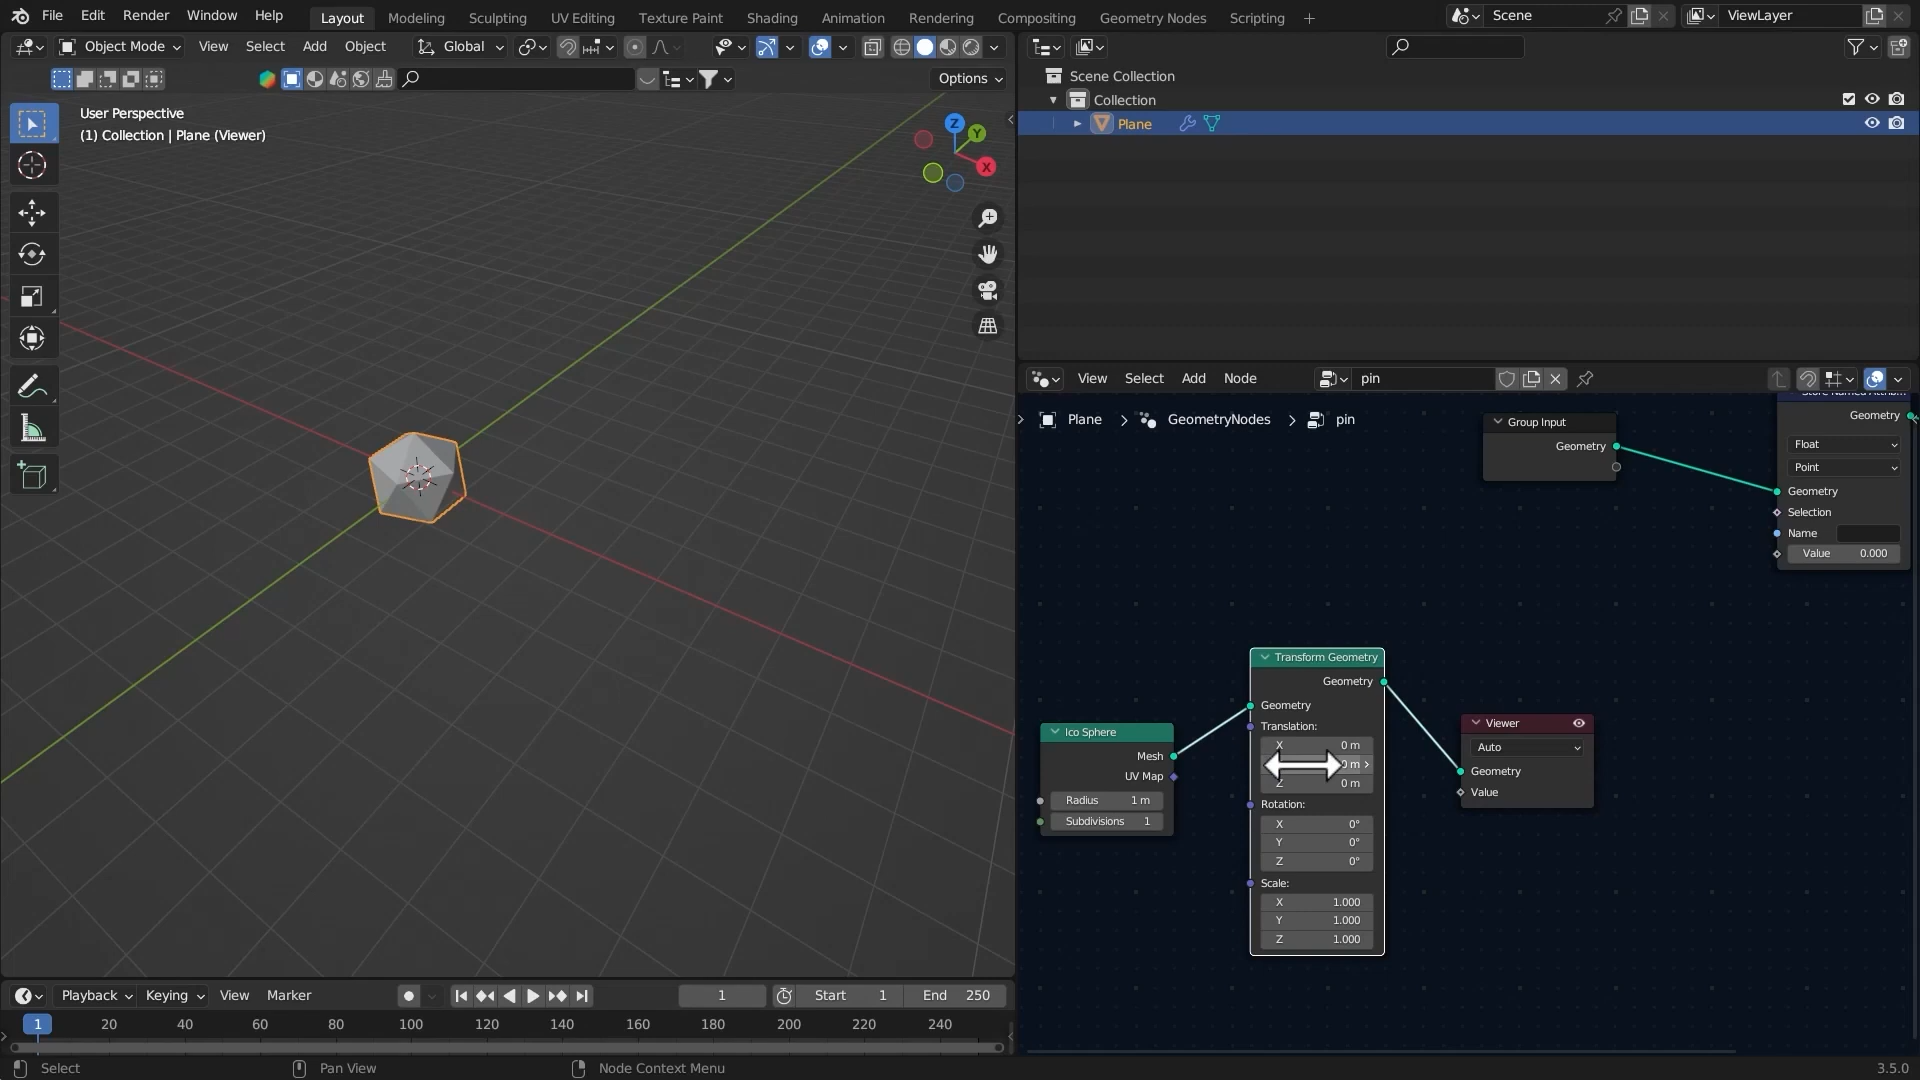 File Edit Render Window Help Layout Modeling Sculpting UV Editing Texture Paint Shading Animation Rendering Compositing Geometry Nodes Scripting + Scene ViewLayer
Object Mode View Select Add Object Global
Options
User Perspective
(1) Collection | Plane (Viewer)
Z
Y
X
Scene Collection
Collection
Plane
View Select Add Node pin
Plane > GeometryNodes > pin
Group Input
Geometry
Geometry
Float
Point
Geometry
Selection
Name
Value 0.000
Transform Geometry
Geometry
Geometry
Translation:
X 0 m
0 m
Z 0 m
Rotation:
X 0°
Y 0°
Z 0°
Scale:
X 1.000
Y 1.000
Z 1.000
Ico Sphere
Mesh
UV Map
Radius 1 m
Subdivisions 1
Viewer
Auto
Geometry
Value
Playback Keying View Marker 1 Start 1 End 250
1 20 40 60 80 100 120 140 160 180 200 220 240
Select Pan View Node Context Menu 3.5.0